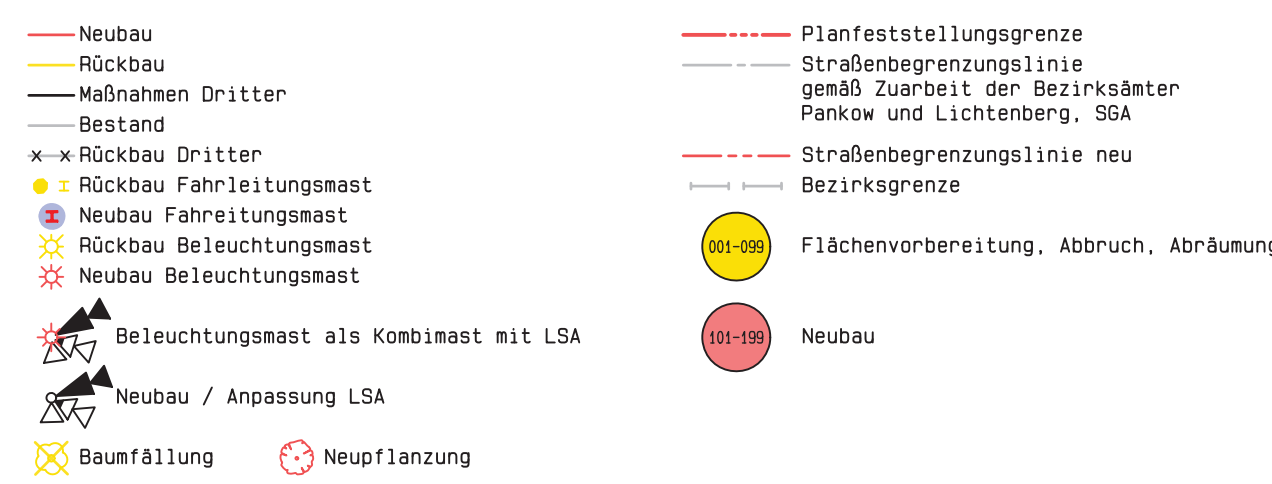 Neubau
Rückbau
Maßnahmen Dritter
Bestand
Rückbau Dritter
Rückbau Fahrleitungsmast
Neubau Fahreitungsmast
Rückbau Beleuchtungsmast
Neubau Beleuchtungsmast
Beleuchtungsmast als Kombimast mit LSA
Neubau / Anpassung LSA
Baumfällung
Neupflanzung
Planfeststellungsgrenze
Straßenbegrenzungslinie
gemäß Zuarbeit der Bezirksämter
Pankow und Lichtenberg, SGA
Straßenbegrenzungslinie neu
Bezirksgrenze
001-099
Flächenvorbereitung, Abbruch, Abräumung
101-199
Neubau